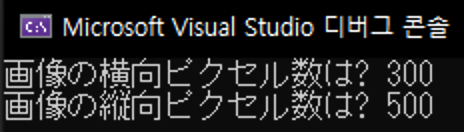 Microsoft Visual Studio 디버그 콘솔
画像の横向ピクセル数は? 300
画像の縦向ピクセル数は? 500